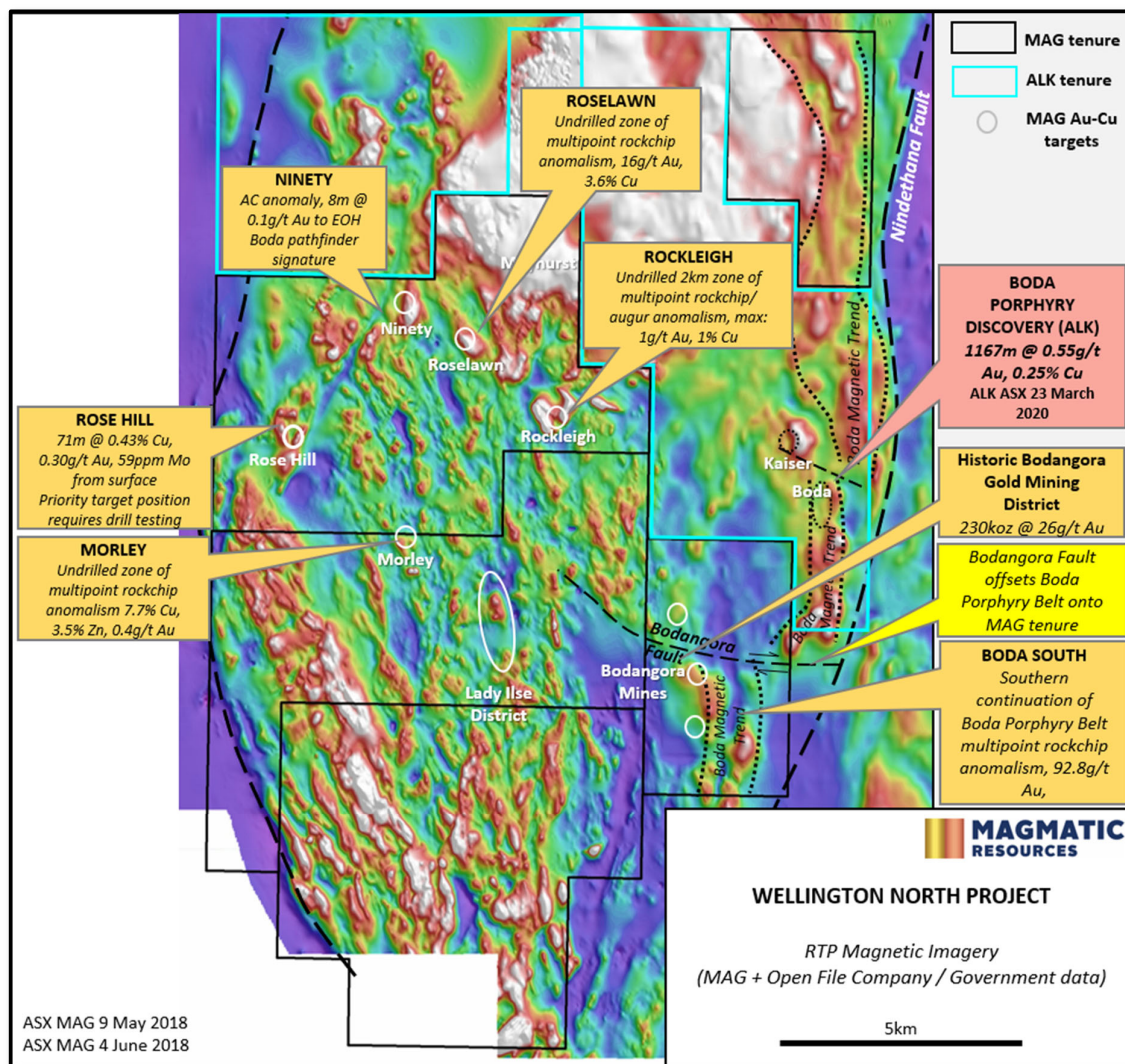 MAG tenure
ALK tenure
MAG Au-Cu
targets
Nindethana Fault
ROSELAWN
Undrilled zone of
multipoint rockchip
anomalism, 16g/t Au,
3.6% Cu
NINETY
AC anomaly, 8m @
0.1g/t Au to EOH
Boda pathfinder
signature
ROCKLEIGH
Undrilled 2km zone of
multipoint rockchip/
augur anomalism, max:
1g/t Au, 1% Cu
BODA
PORPHYRY
DISCOVERY (ALK)
1167m @ 0.55g/t
Au, 0.25% Cu
ALK ASX 23 March
2020
Ninety
Roselawn
Rockleigh
Boda Magnetic Trend
Kaiser
Boda
Boda Magnetic Trend
ROSE HILL
71m @ 0.43% Cu,
0.30g/t Au, 59ppm Mo
from surface
Priority target position
requires drill testing
Rose Hill
Historic Bodangora
Gold Mining
District
230koz @ 26g/t Au
MORLEY
Undrilled zone of
multipoint rockchip
anomalism 7.7% Cu,
3.5% Zn, 0.4g/t Au
Morley
Bodangora Fault
offsets Boda
Porphyry Belt onto
MAG tenure
Bodangora
Fault
Bodangora
Mines
Lady Ilse
District
Boda Magnetic
Trend
BODA SOUTH
Southern
continuation of
Boda Porphyry Belt
multipoint rockchip
anomalism, 92.8g/t
Au,
MAGMATIC
RESOURCES
WELLINGTON NORTH PROJECT
RTP Magnetic Imagery
(MAG + Open File Company / Government data)
5km
ASX MAG 9 May 2018
ASX MAG 4 June 2018